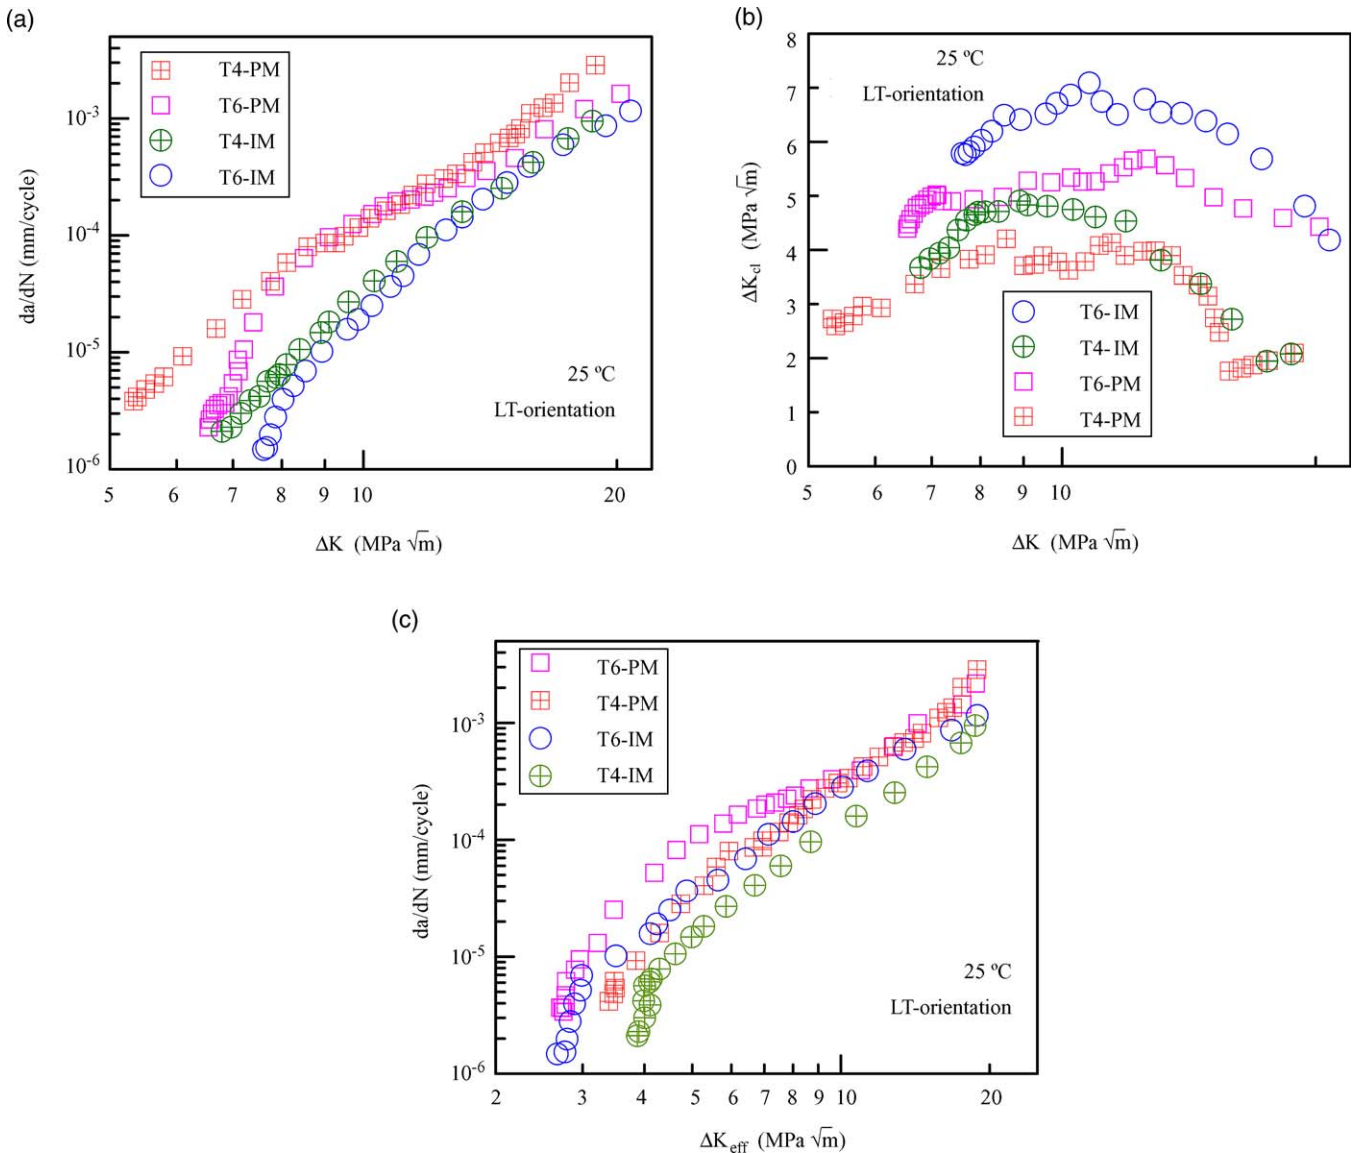 (a)
T4-PM
T6-PM
T4-IM
T6-IM
10⁻³
10⁻⁴
10⁻⁵
10⁻⁶
da/dN (mm/cycle)
25 ºC
LT-orientation
5 6 7 8 9 10 20
ΔK (MPa √m)
(b)
25 ºC
LT-orientation
8
7
6
5
4
3
2
1
0
ΔK_cl (MPa √m)
T6-IM
T4-IM
T6-PM
T4-PM
5 6 7 8 9 10
ΔK (MPa √m)
(c)
T6-PM
T4-PM
T6-IM
T4-IM
10⁻³
10⁻⁴
10⁻⁵
10⁻⁶
da/dN (mm/cycle)
25 ºC
LT-orientation
2 3 4 5 6 7 8 9 10 20
ΔK_eff (MPa √m)